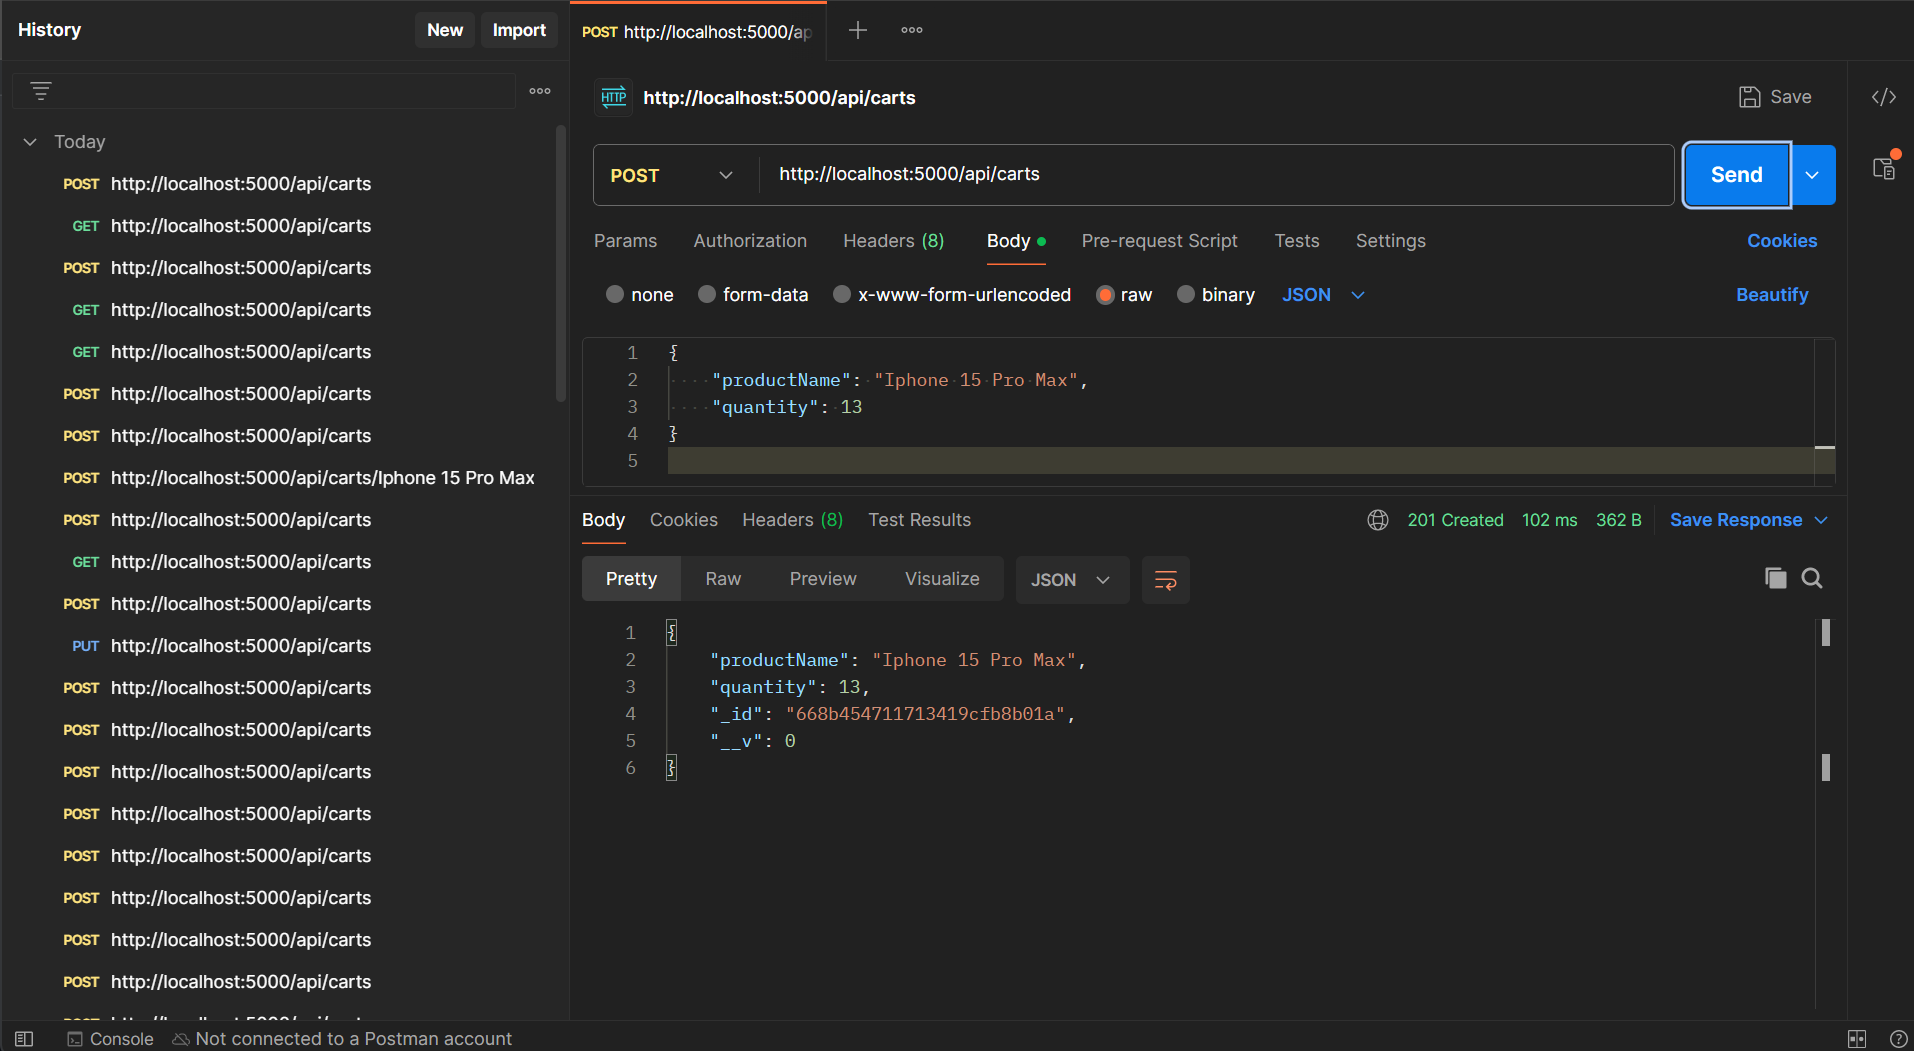 History
New
Import
Today
POST http://localhost:5000/api/carts
GET http://localhost:5000/api/carts
POST http://localhost:5000/api/carts
GET http://localhost:5000/api/carts
GET http://localhost:5000/api/carts
POST http://localhost:5000/api/carts
POST http://localhost:5000/api/carts
POST http://localhost:5000/api/carts/Iphone 15 Pro Max
POST http://localhost:5000/api/carts
GET http://localhost:5000/api/carts
POST http://localhost:5000/api/carts
PUT http://localhost:5000/api/carts
POST http://localhost:5000/api/carts
POST http://localhost:5000/api/carts
POST http://localhost:5000/api/carts
POST http://localhost:5000/api/carts
POST http://localhost:5000/api/carts
POST http://localhost:5000/api/carts
POST http://localhost:5000/api/carts
POST http://localhost:5000/api/carts
POST http://localhost:5000/ap
HTTP http://localhost:5000/api/carts
Save
POST http://localhost:5000/api/carts
Send
Params Authorization Headers (8) Body Pre-request Script Tests Settings Cookies
none form-data x-www-form-urlencoded raw binary JSON Beautify
1 {
2 "productName": "Iphone 15 Pro Max",
3 "quantity": 13
4 }
5
Body Cookies Headers (8) Test Results 201 Created 102 ms 362 B Save Response
Pretty Raw Preview Visualize JSON
1 {
2 "productName": "Iphone 15 Pro Max",
3 "quantity": 13,
4 "_id": "668b454711713419cfb8b01a",
5 "__v": 0
6 }
Console Not connected to a Postman account